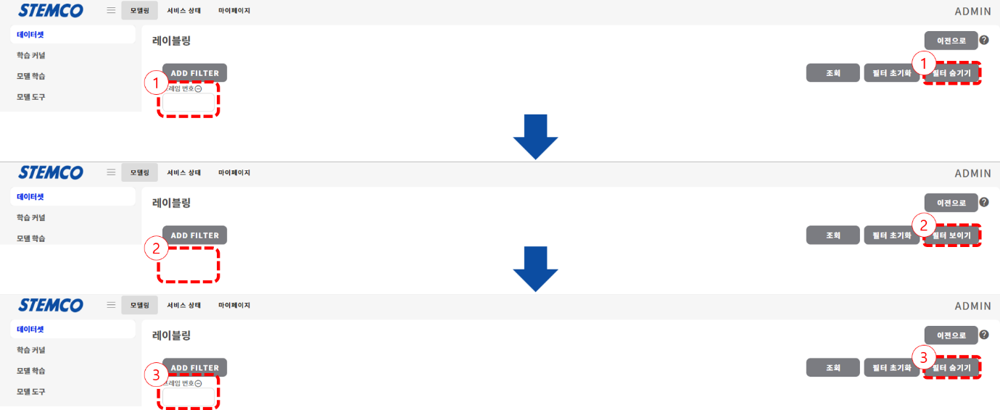 STEMCO 모델링 서비스 상태 마이페이지 ADMIN
데이터셋
레이블링 이전으로 ?
학습 커널
모델 학습
ADD FILTER 조회 필터 초기화 필터 숨기기
1 1
레임 번호
모델 도구
STEMCO 모델링 서비스 상태 마이페이지 ADMIN
데이터셋
레이블링 이전으로 ?
학습 커널
모델 학습
ADD FILTER 조회 필터 초기화 필터 보이기
2 2
STEMCO 모델링 서비스 상태 마이페이지 ADMIN
데이터셋
레이블링 이전으로 ?
학습 커널
모델 학습
ADD FILTER 조회 필터 초기화 필터 숨기기
3 3
프레임 번호
모델 도구